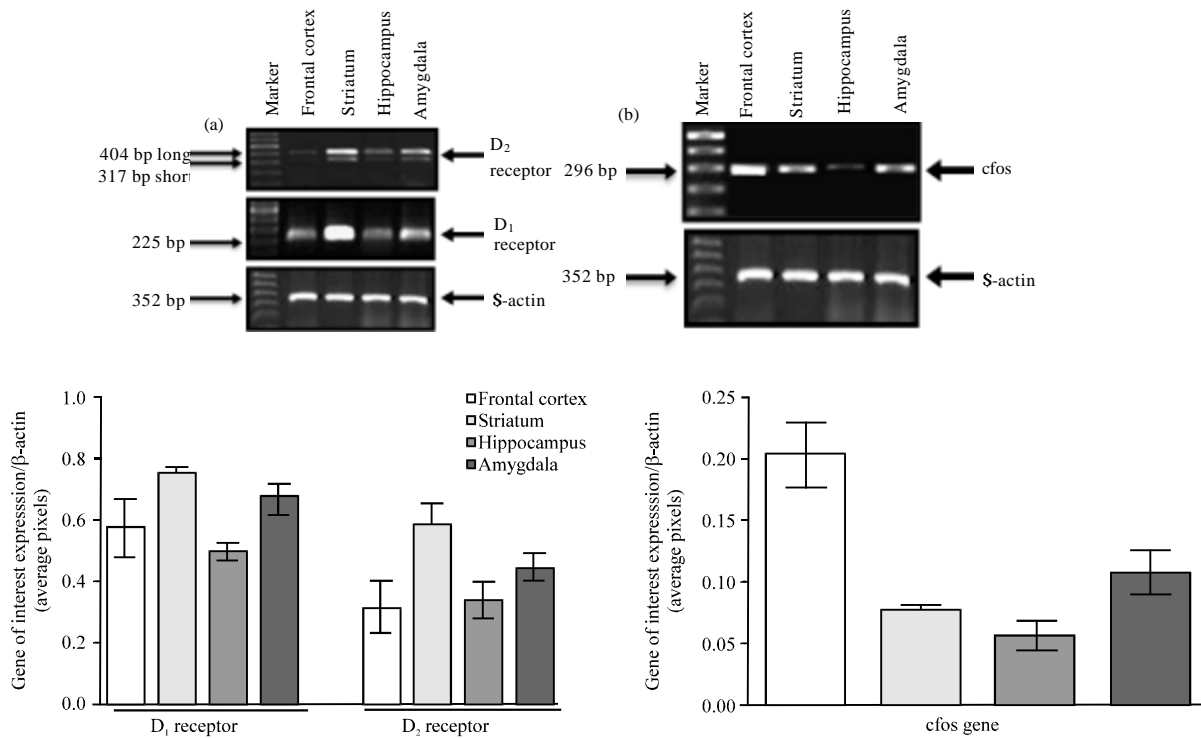 (a)
Marker
Frontal cortex
Striatum
Hippocampus
Amygdala
404 bp long
317 bp short
D₂
receptor
225 bp
D₁
receptor
352 bp
$-actin
(b)
Marker
Frontal cortex
Striatum
Hippocampus
Amygdala
296 bp
cfos
352 bp
$-actin
Gene of interest expresssion/β-actin
(average pixels)
1.0
0.8
0.6
0.4
0.2
0.0
Frontal cortex
Striatum
Hippocampus
Amygdala
D₁ receptor
D₂ receptor
Gene of interest expresssion/β-actin
(average pixels)
0.25
0.20
0.15
0.10
0.05
0.00
cfos gene